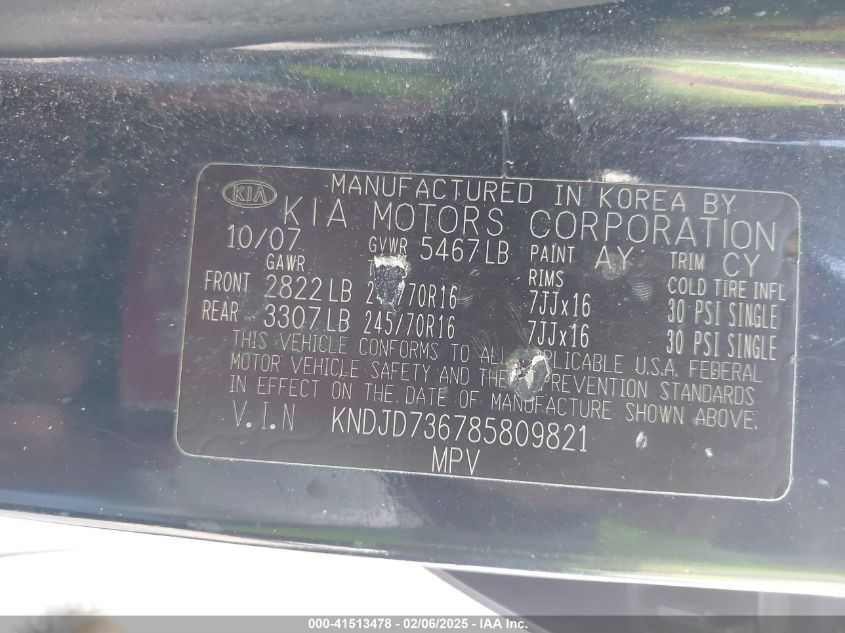 KIA
MANUFACTURED IN KOREA BY
KIA MOTORS CORPORATION
10/07 GVWR 5467LB PAINT AY TRIM CY
GAWR RIMS COLD TIRE INFL
FRONT 2822LB /70R16 7JJx16 30 PSI SINGLE
REAR 3307LB 245/70R16 7JJx16 30 PSI SINGLE
THIS VEHICLE CONFORMS TO ALL APPLICABLE U.S.A. FEDERAL
MOTOR VEHICLE SAFETY AND PREVENTION STANDARDS
IN EFFECT ON THE DATE OF MANUFACTURE SHOWN ABOVE.
V.I.N KNDJD736785809821
MPV
000-41513478 - 02/06/2025 - IAA Inc.